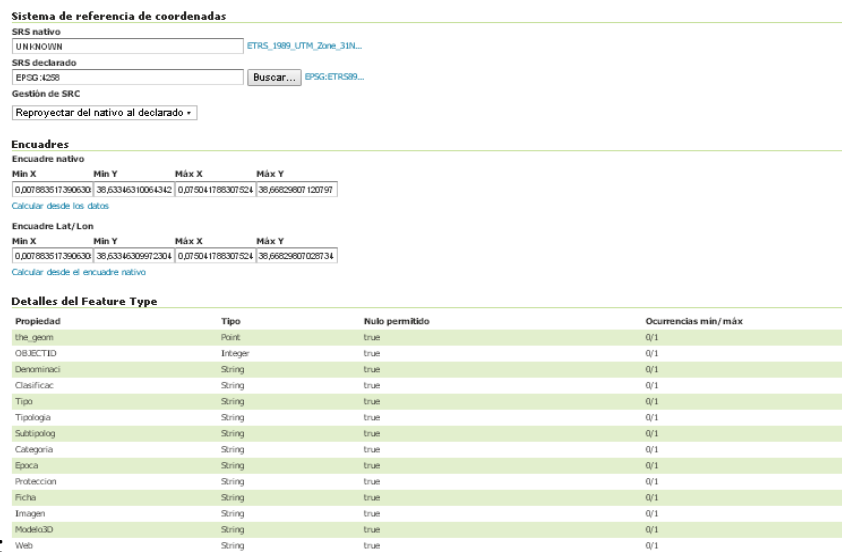 Sistema de referencia de coordenadas
SRS nativo
UNKNOWN ETRS_1989_UTM_Zone_31N...
SRS declarado
EPSG:4258 Buscar... EPSG:ETRS89...
Gestión de SRC
Reproyectar del nativo al declarado
Encuadres
Encuadre nativo
Min X Min Y Máx X Máx Y
0,007883517390630 38,63346310064342 0,075041788307524 38,66829807120797
Calcular desde los datos
Encuadre Lat/Lon
Min X Min Y Máx X Máx Y
0,007883517390630 38,63346309972304 0,075041788307524 38,66829807028734
Calcular desde el encuadre nativo
Detalles del Feature Type
Propiedad Tipo Nulo permitido Ocurrencias mín/máx
the_geom Point true 0/1
OBJECTID Integer true 0/1
Denominaci String true 0/1
Clasificac String true 0/1
Tipo String true 0/1
Tipologia String true 0/1
Subtipolog String true 0/1
Categoria String true 0/1
Epoca String true 0/1
Proteccion String true 0/1
Ficha String true 0/1
Imagen String true 0/1
Modelo3D String true 0/1
Web String true 0/1